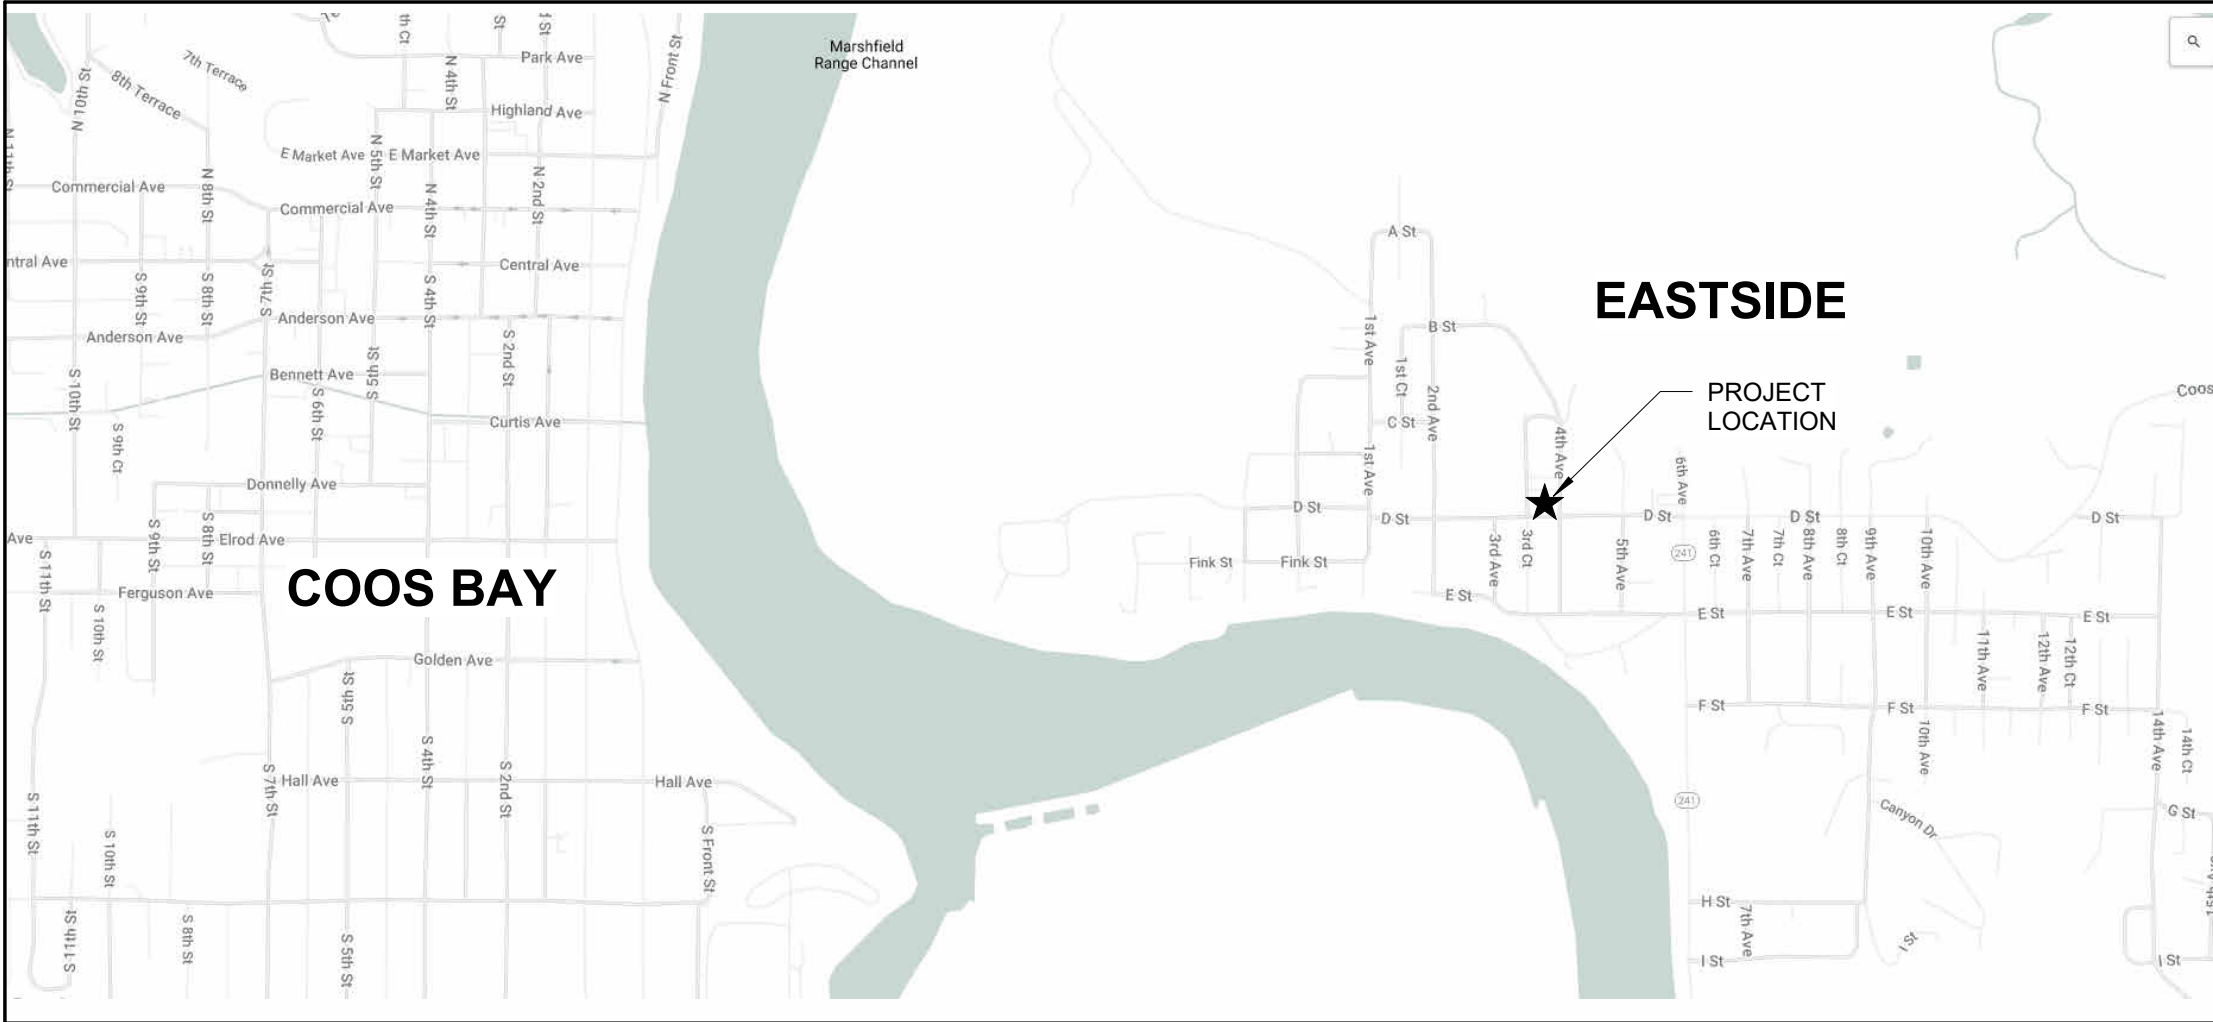 Marshfield
Range Channel
Park Ave
7th Terrace
8th Terrace
N 10th St
th Ct
St
N 4th St
N Front St
Highland Ave
E Market Ave
E Market Ave
N 5th St
N 11th St
Commercial Ave
N 8th St
Commercial Ave
N 4th St
N 2nd St
A St
ntral Ave
S 9th St
S 8th St
S 7th St
S 4th St
Central Ave
EASTSIDE
Anderson Ave
Anderson Ave
S 2nd St
1st Ave
B St
S 10th St
Bennett Ave
S 5th St
S 6th St
1st Ct
2nd Ave
PROJECT
LOCATION
Coos
S 9th Ct
Curtis Ave
C St
4th Ave
1st Ave
6th Ave
Donnelly Ave
D St
D St
D St
D St
D St
Ave
S 9th St
S 8th St
Elrod Ave
3rd Ave
3rd Ct
5th Ave
241
6th Ct
7th Ave
7th Ct
8th Ave
8th Ct
9th Ave
10th Ave
S 11th St
Fink St
Fink St
COOS BAY
Ferguson Ave
S 10th St
E St
E St
E St
E St
Golden Ave
11th Ave
12th Ave
12th Ct
S 5th St
F St
F St
F St
S 4th St
S 2nd St
10th Ave
14th Ave
14th Ct
S 7th St
Hall Ave
Hall Ave
241
S 11th St
S 10th St
S Front St
Canyon Dr
G St
S 11th St
S 8th St
S 5th St
H St
7th Ave
I St
I St
I St